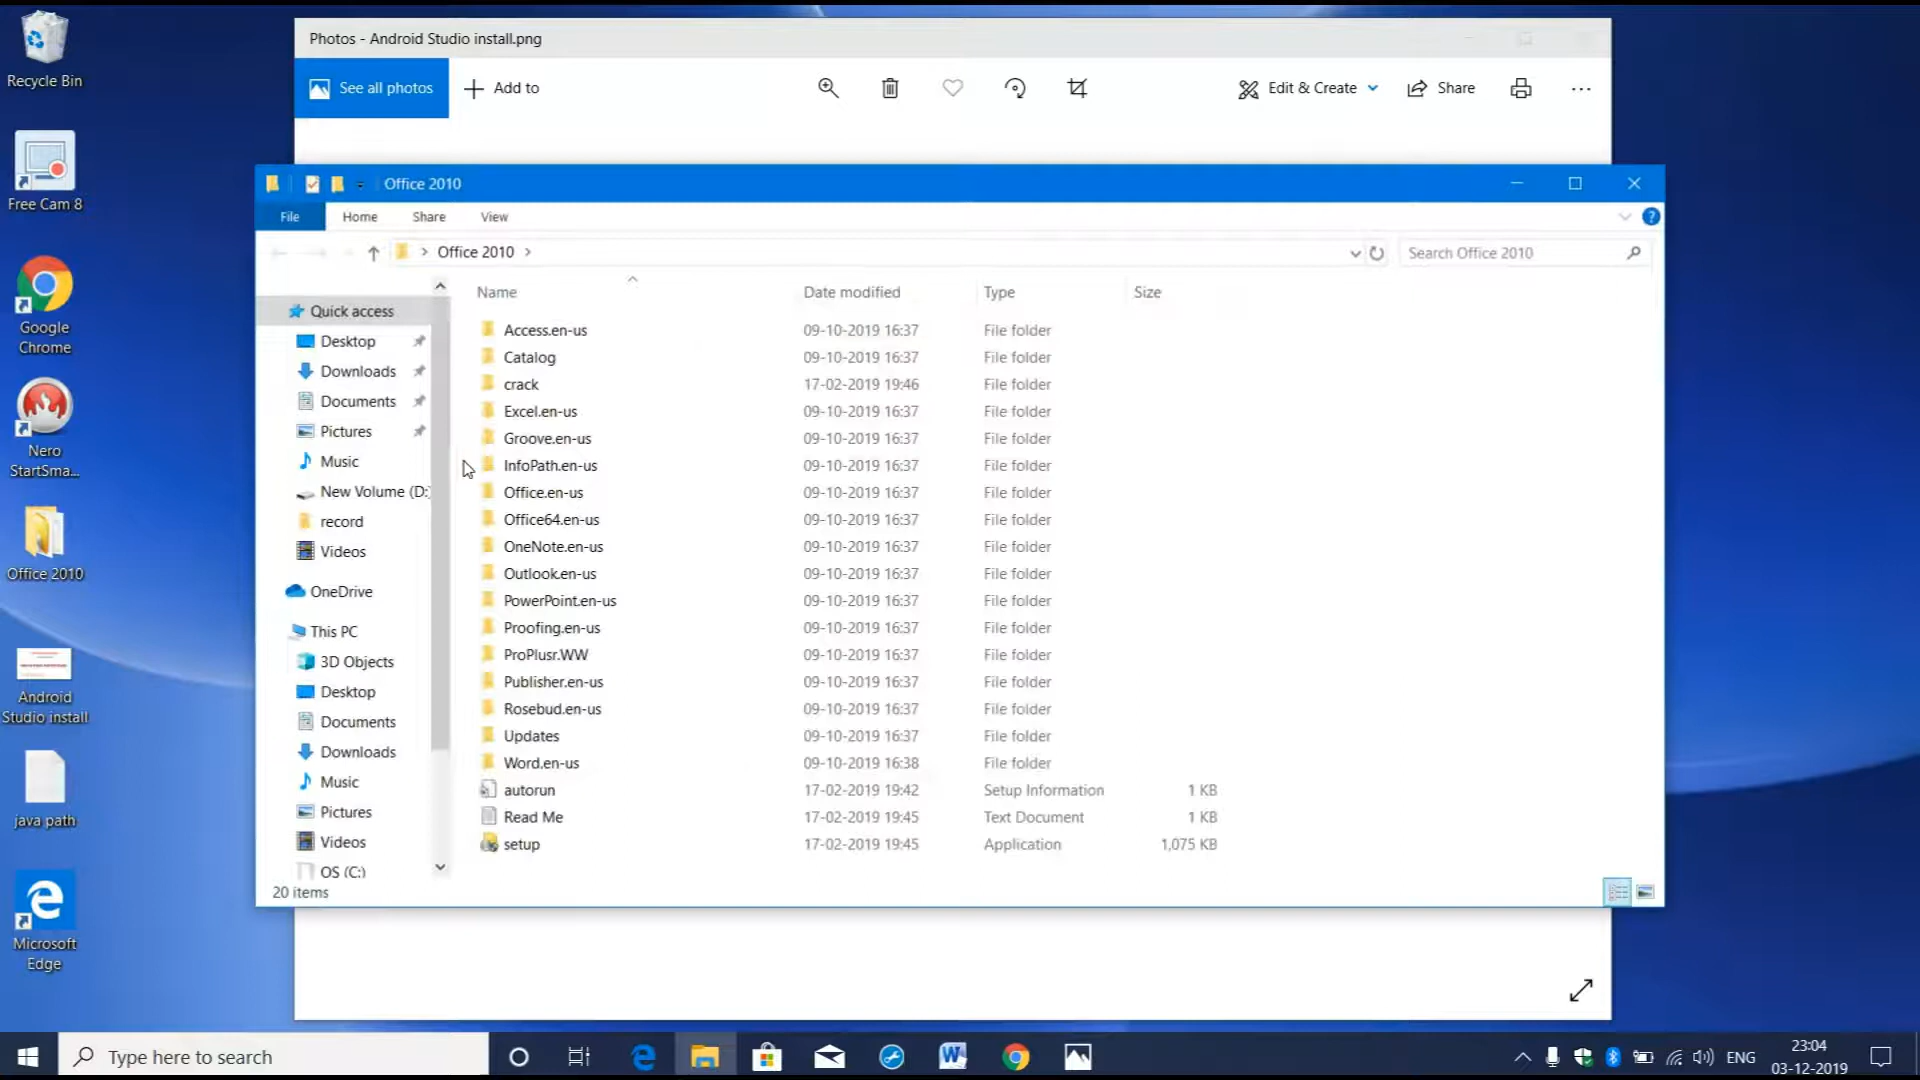 Recycle Bin
Free Cam 8
Google
Chrome
Nero
StartSma...
Office 2010
Android
Studio install
java path
Microsoft
Edge
Photos - Android Studio install.png
See all photos
Add to
Edit & Create
Share
Office 2010
File
Home
Share
View
Office 2010
Search Office 2010
Quick access
Desktop
Downloads
Documents
Pictures
Music
New Volume (D:)
record
Videos
OneDrive
This PC
3D Objects
Desktop
Documents
Downloads
Music
Pictures
Videos
OS (C:)
Name Date modified Type Size
Access.en-us 09-10-2019 16:37 File folder
Catalog 09-10-2019 16:37 File folder
crack 17-02-2019 19:46 File folder
Excel.en-us 09-10-2019 16:37 File folder
Groove.en-us 09-10-2019 16:37 File folder
InfoPath.en-us 09-10-2019 16:37 File folder
Office.en-us 09-10-2019 16:37 File folder
Office64.en-us 09-10-2019 16:37 File folder
OneNote.en-us 09-10-2019 16:37 File folder
Outlook.en-us 09-10-2019 16:37 File folder
PowerPoint.en-us 09-10-2019 16:37 File folder
Proofing.en-us 09-10-2019 16:37 File folder
ProPlusr.WW 09-10-2019 16:37 File folder
Publisher.en-us 09-10-2019 16:37 File folder
Rosebud.en-us 09-10-2019 16:37 File folder
Updates 09-10-2019 16:37 File folder
Word.en-us 09-10-2019 16:38 File folder
autorun 17-02-2019 19:42 Setup Information 1 KB
Read Me 17-02-2019 19:45 Text Document 1 KB
setup 17-02-2019 19:45 Application 1,075 KB
20 items
Type here to search
ENG
23:04
03-12-2019